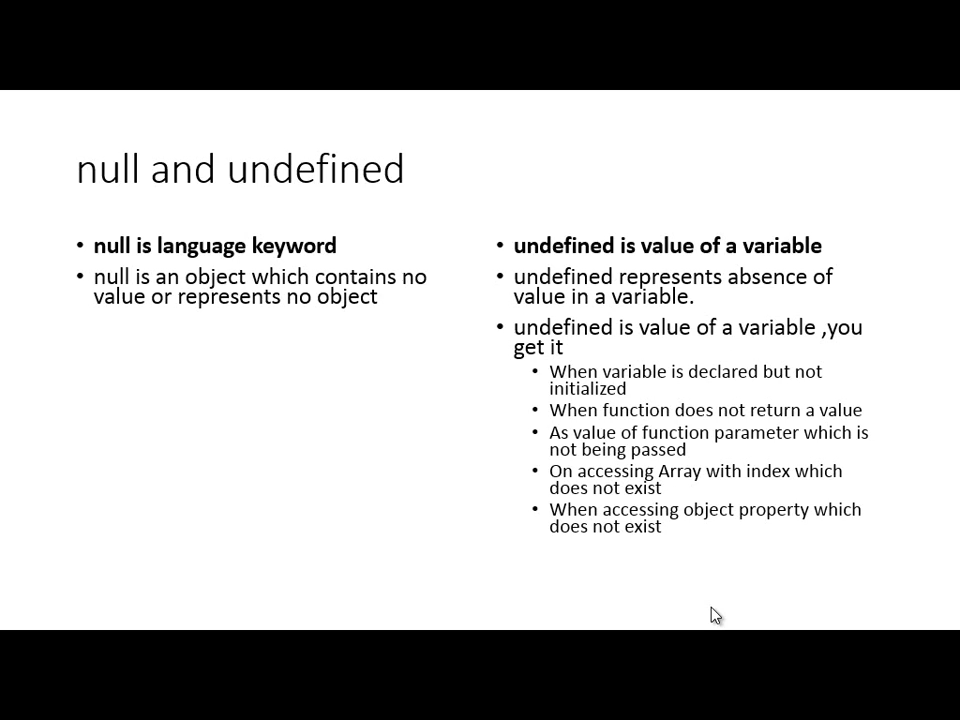 null and undefined
• null is language keyword
• null is an object which contains no
value or represents no object
• undefined is value of a variable
• undefined represents absence of
value in a variable.
• undefined is value of a variable ,you
get it
• When variable is declared but not
initialized
• When function does not return a value
• As value of function parameter which is
not being passed
• On accessing Array with index which
does not exist
• When accessing object property which
does not exist